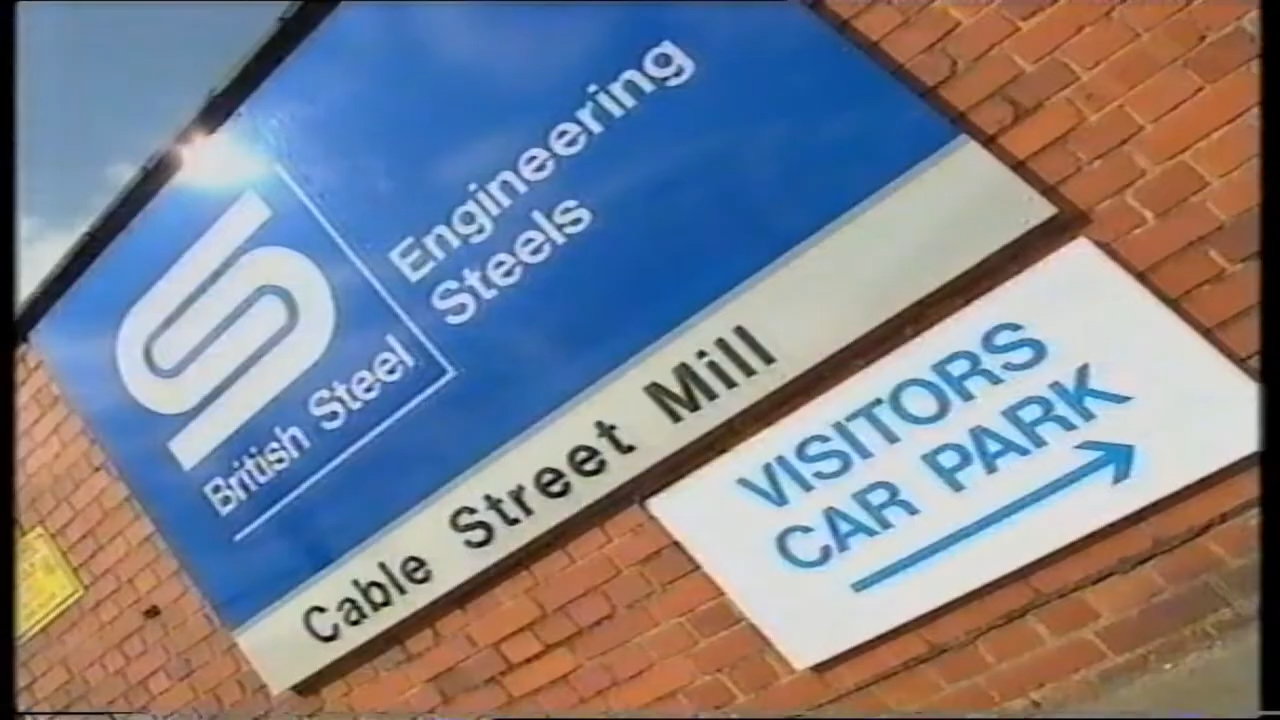 British Steel
Engineering
Steels
Cable Street Mill
VISITORS
CAR PARK